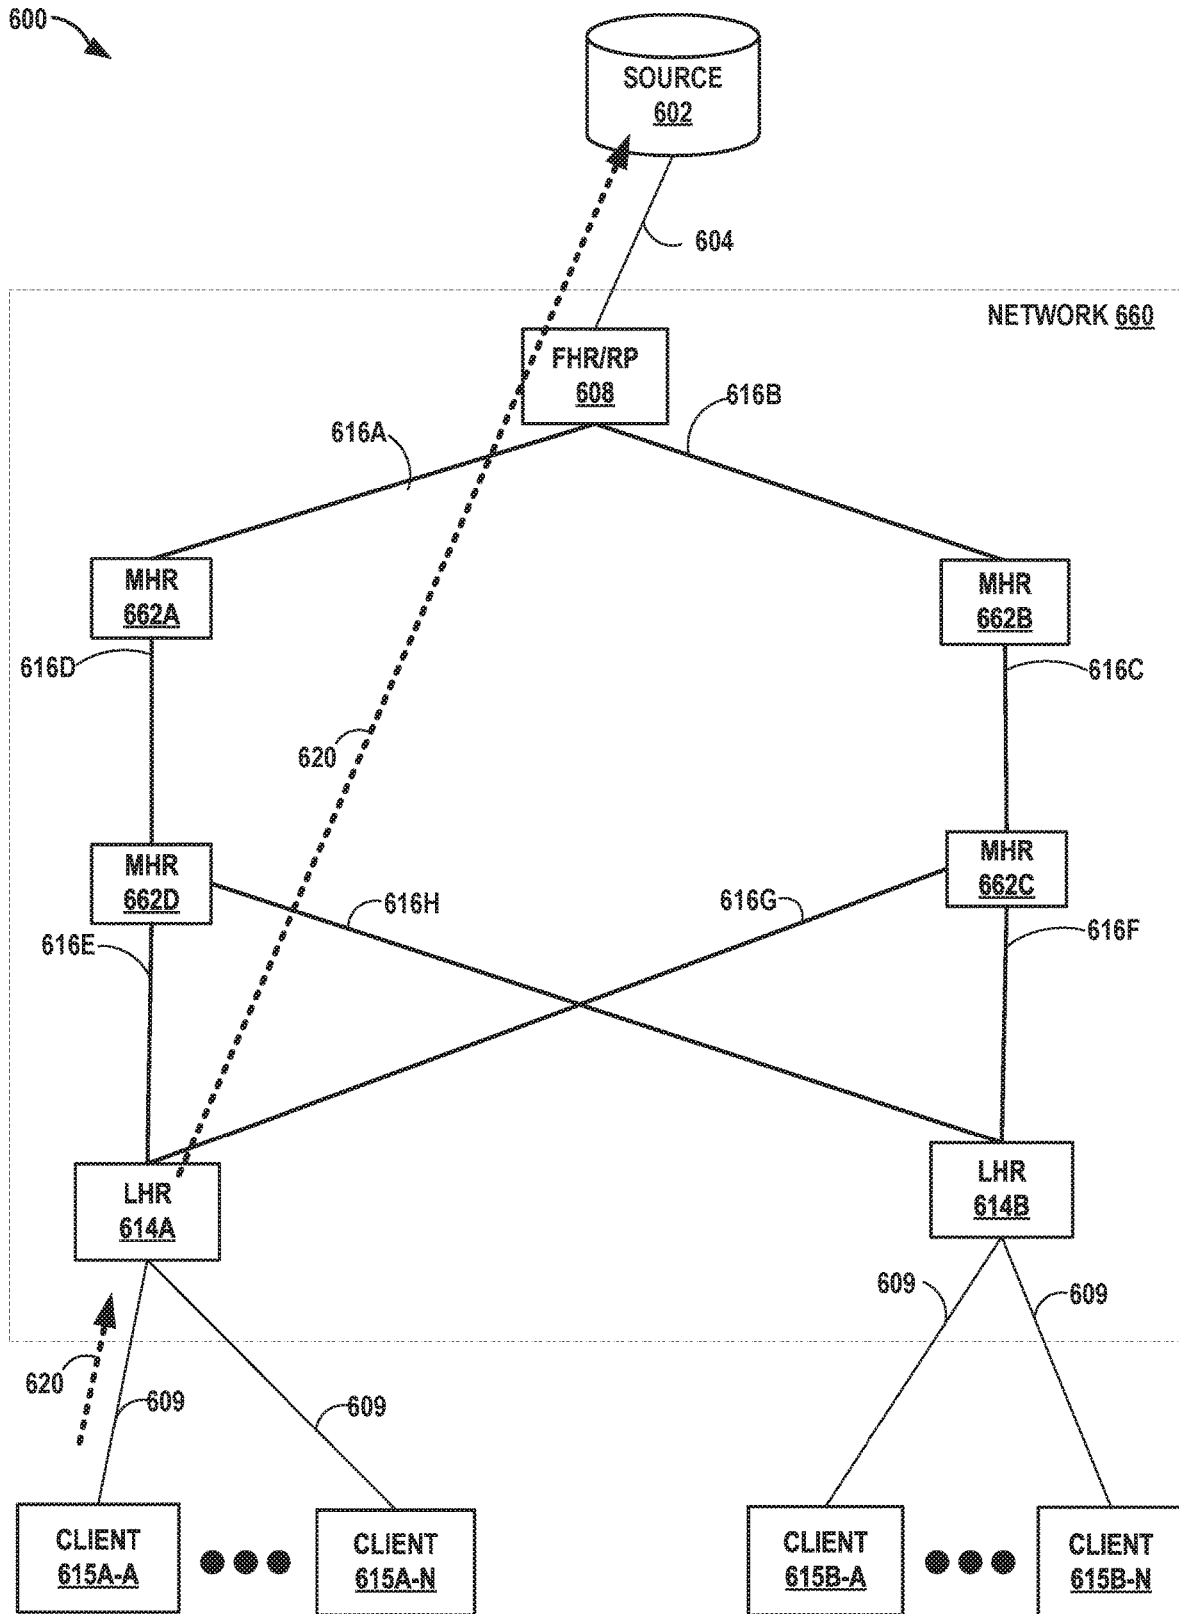 600
SOURCE
602
604
NETWORK 660
FHR/RP
608
616B
616A
MHR
662A
MHR
662B
616D
616C
620
MHR
662D
MHR
662C
616H
616G
616E
616F
LHR
614A
LHR
614B
609
609
620
609
609
CLIENT
615A-A
CLIENT
615A-N
CLIENT
615B-A
CLIENT
615B-N